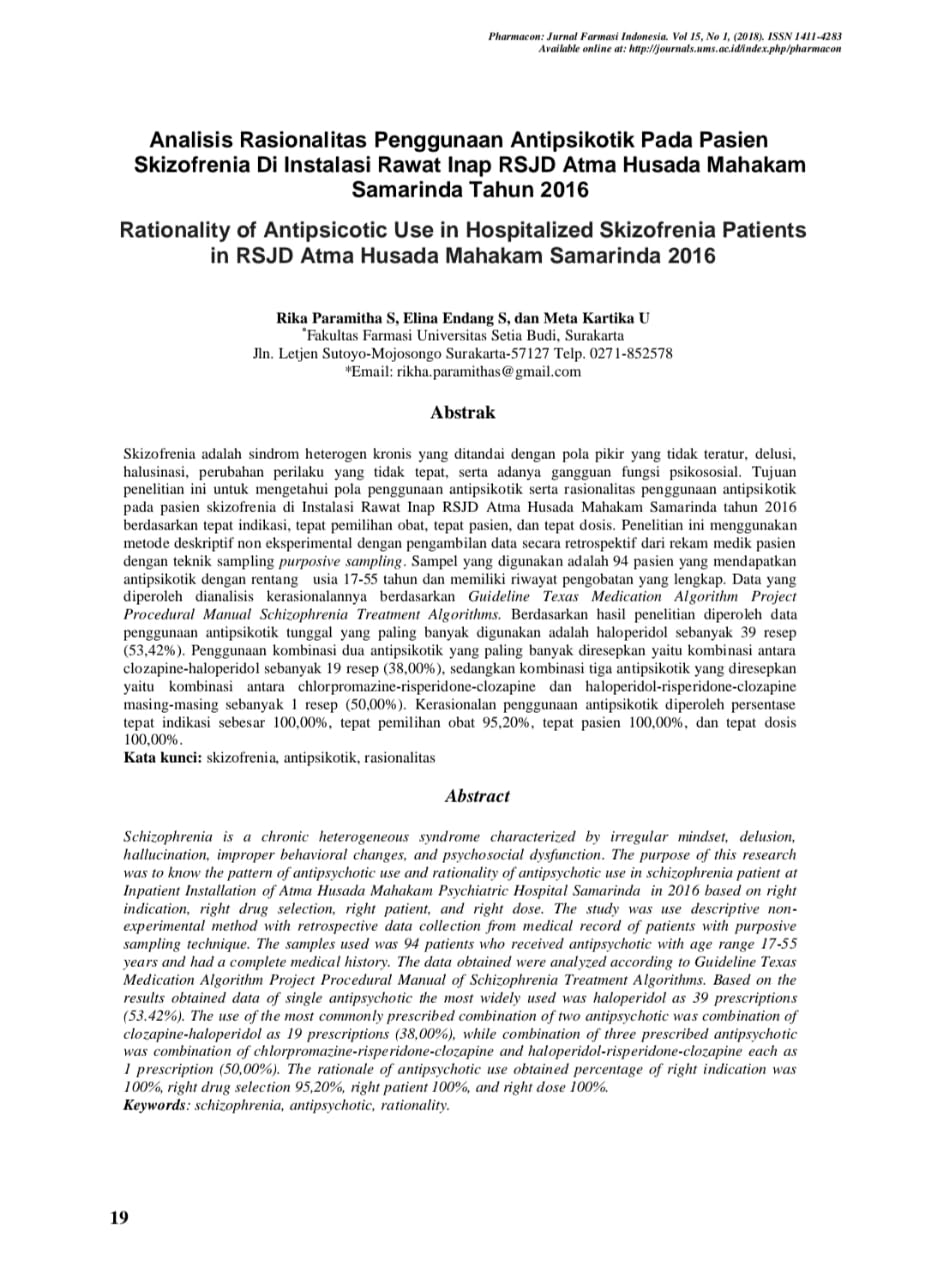 Pharmacon: Jurnal Farmasi Indonesia. Vol 15, No 1, (2018). ISSN 1411-4283
Available online at: http://journals.ums.ac.id/index.php/pharmacon
Analisis Rasionalitas Penggunaan Antipsikotik Pada Pasien
Skizofrenia Di Instalasi Rawat Inap RSJD Atma Husada Mahakam
Samarinda Tahun 2016
Rationality of Antipsicotic Use in Hospitalized Skizofrenia Patients
in RSJD Atma Husada Mahakam Samarinda 2016
Rika Paramitha S, Elina Endang S, dan Meta Kartika U
*Fakultas Farmasi Universitas Setia Budi, Surakarta
Jln. Letjen Sutoyo-Mojosongo Surakarta-57127 Telp. 0271-852578
*Email: rikha.paramithas@gmail.com
Abstrak
Skizofrenia adalah sindrom heterogen kronis yang ditandai dengan pola pikir yang tidak teratur, delusi,
halusinasi, perubahan perilaku yang tidak tepat, serta adanya gangguan fungsi psikososial. Tujuan
penelitian ini untuk mengetahui pola penggunaan antipsikotik serta rasionalitas penggunaan antipsikotik
pada pasien skizofrenia di Instalasi Rawat Inap RSJD Atma Husada Mahakam Samarinda tahun 2016
berdasarkan tepat indikasi, tepat pemilihan obat, tepat pasien, dan tepat dosis. Penelitian ini menggunakan
metode deskriptif non eksperimental dengan pengambilan data secara retrospektif dari rekam medik pasien
dengan teknik sampling purposive sampling. Sampel yang digunakan adalah 94 pasien yang mendapatkan
antipsikotik dengan rentang usia 17-55 tahun dan memiliki riwayat pengobatan yang lengkap. Data yang
diperoleh dianalisis kerasionalannya berdasarkan Guideline Texas Medication Algorithm Project
Procedural Manual Schizophrenia Treatment Algorithms. Berdasarkan hasil penelitian diperoleh data
penggunaan antipsikotik tunggal yang paling banyak digunakan adalah haloperidol sebanyak 39 resep
(53,42%). Penggunaan kombinasi dua antipsikotik yang paling banyak diresepkan yaitu kombinasi antara
clozapine-haloperidol sebanyak 19 resep (38,00%), sedangkan kombinasi tiga antipsikotik yang diresepkan
yaitu kombinasi antara chlorpromazine-risperidone-clozapine dan haloperidol-risperidone-clozapine
masing-masing sebanyak 1 resep (50,00%). Kerasionalan penggunaan antipsikotik diperoleh persentase
tepat indikasi sebesar 100,00%, tepat pemilihan obat 95,20%, tepat pasien 100,00%, dan tepat dosis
100,00%.
Kata kunci: skizofrenia, antipsikotik, rasionalitas
Abstract
Schizophrenia is a chronic heterogeneous syndrome characterized by irregular mindset, delusion,
hallucination, improper behavioral changes, and psychosocial dysfunction. The purpose of this research
was to know the pattern of antipsychotic use and rationality of antipsychotic use in schizophrenia patient at
Inpatient Installation of Atma Husada Mahakam Psychiatric Hospital Samarinda in 2016 based on right
indication, right drug selection, right patient, and right dose. The study was use descriptive non-
experimental method with retrospective data collection from medical record of patients with purposive
sampling technique. The samples used was 94 patients who received antipsychotic with age range 17-55
years and had a complete medical history. The data obtained were analyzed according to Guideline Texas
Medication Algorithm Project Procedural Manual of Schizophrenia Treatment Algorithms. Based on the
results obtained data of single antipsychotic the most widely used was haloperidol as 39 prescriptions
(53.42%). The use of the most commonly prescribed combination of two antipsychotic was combination of
clozapine-haloperidol as 19 prescriptions (38,00%), while combination of three prescribed antipsychotic
was combination of chlorpromazine-risperidone-clozapine and haloperidol-risperidone-clozapine each as
1 prescription (50,00%). The rationale of antipsychotic use obtained percentage of right indication was
100%, right drug selection 95,20%, right patient 100%, and right dose 100%.
Keywords: schizophrenia, antipsychotic, rationality.
19